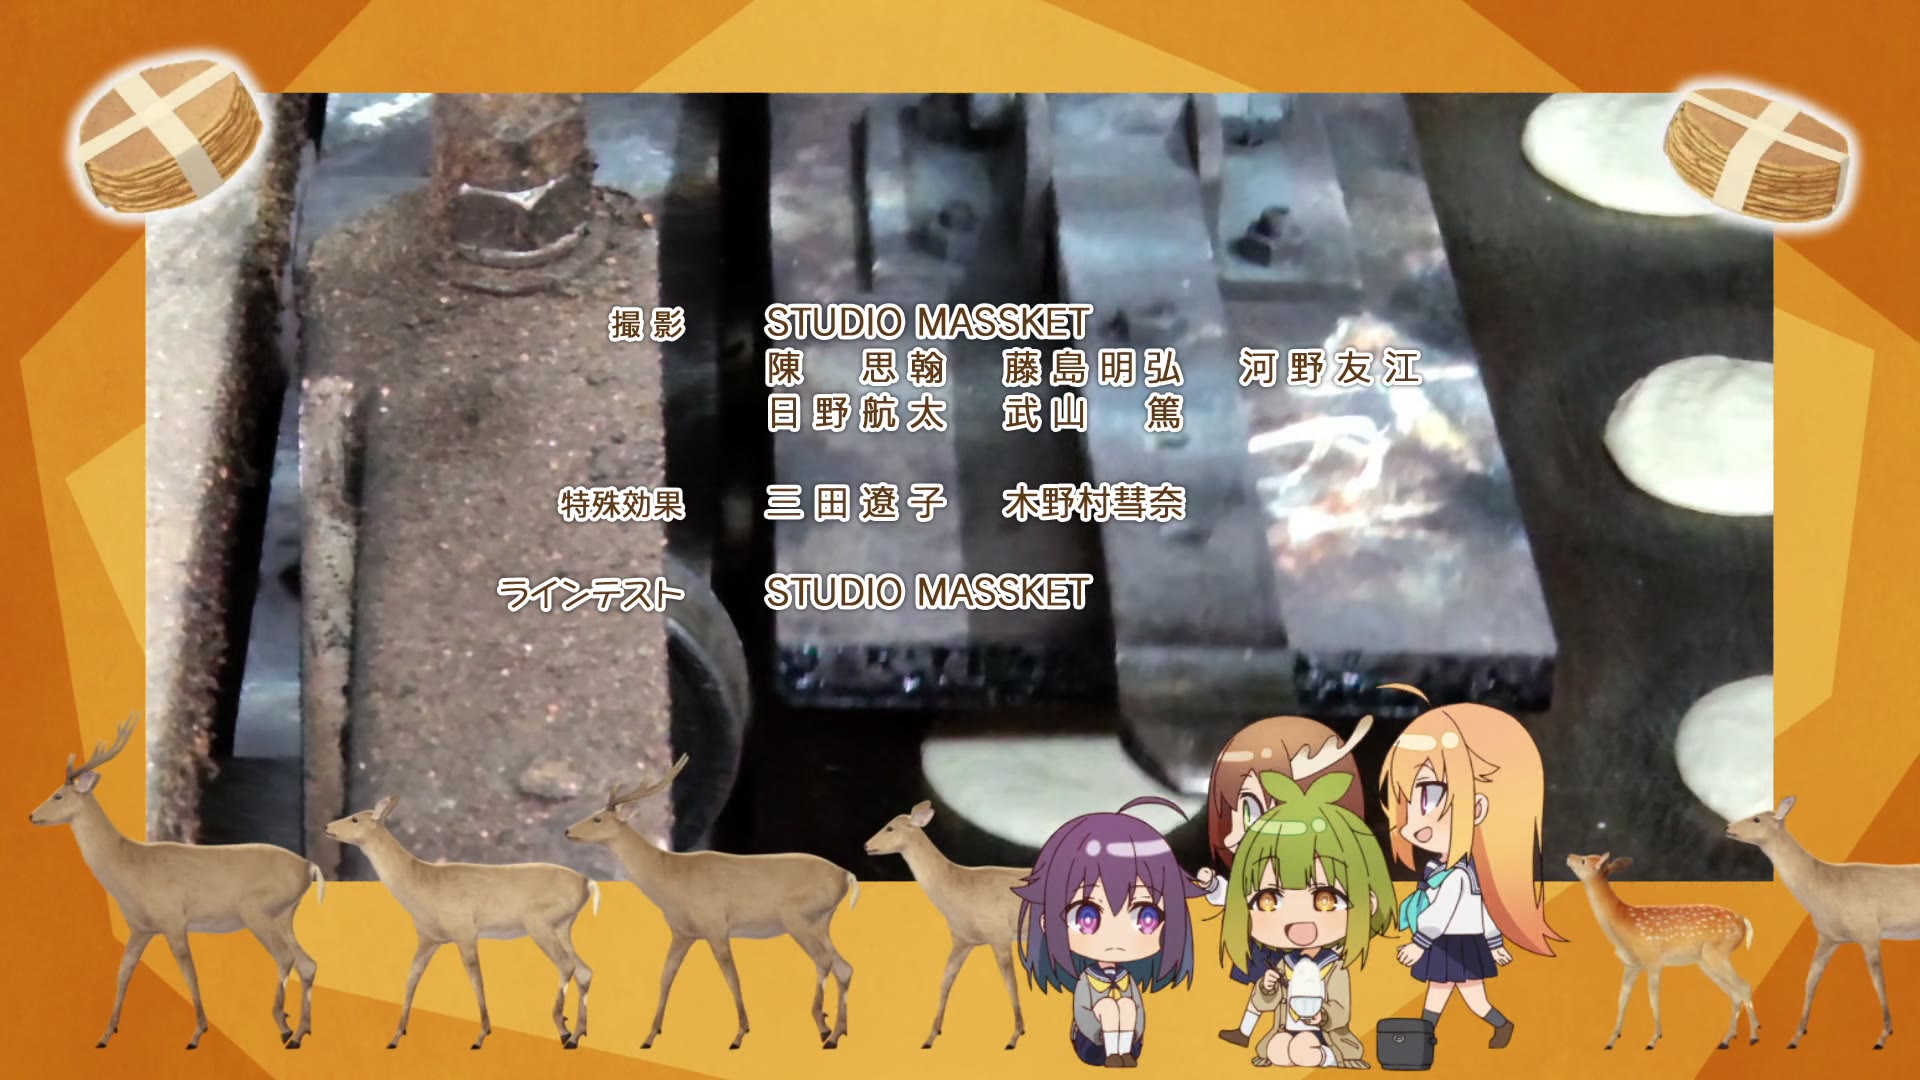 撮影 STUDIO MASSKET
陳 思翰 藤島明弘 河野友江
日野航太 武山 篤
特殊効果 三田遼子 木野村彗奈
ラインテスト STUDIO MASSKET